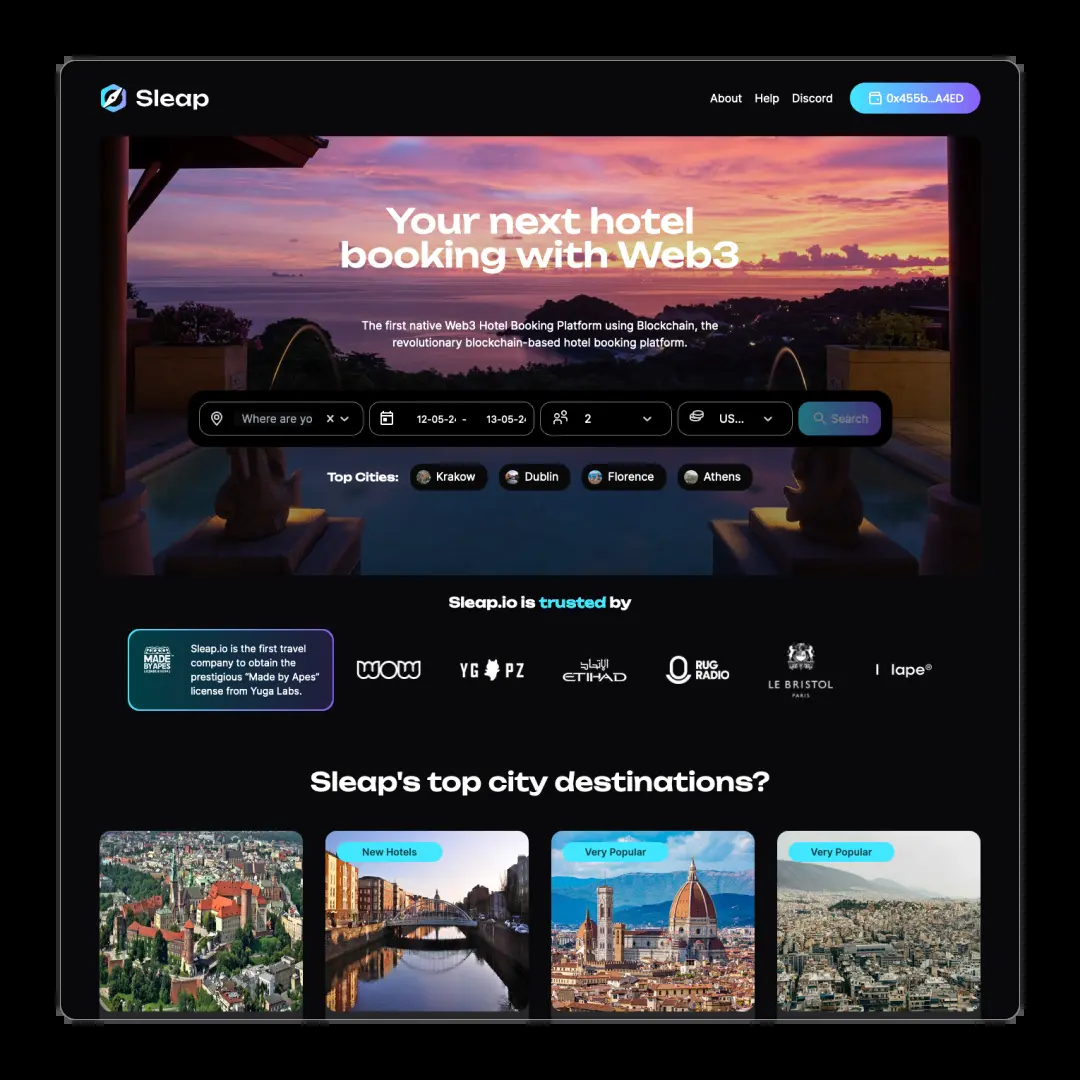 Sleap
About Help Discord 0x455b...A4ED
Your next hotel
booking with Web3
The first native Web3 Hotel Booking Platform using Blockchain, the
revolutionary blockchain-based hotel booking platform.
Where are yo 12-05-2 - 13-05-2 2 US... Search
Top Cities: Krakow Dublin Florence Athens
Sleap.io is trusted by
MADE
BY APES
Sleap.io is the first travel
company to obtain the
prestigious “Made by Apes”
license from Yuga Labs.
WOW
YG PZ
الإتحاد
ETIHAD
RUG
RADIO
LE BRISTOL
PARIS
lape®
Sleap's top city destinations?
New Hotels
Very Popular
Very Popular